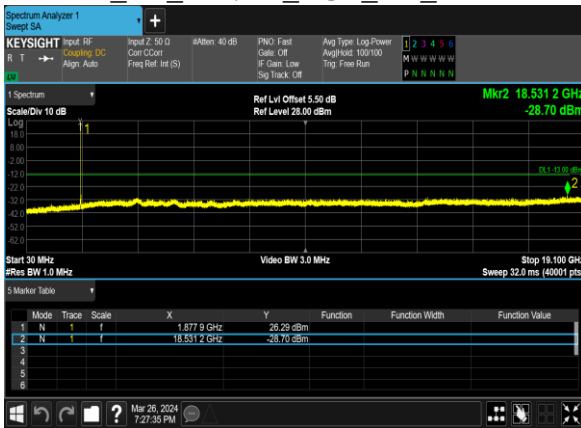 Spectrum Analyzer 1
Swept SA
+
KEYSIGHT Input: RF Input Z: 50 Ω #Atten: 40 dB PNO: Fast Avg Type: Log-Power 1 2 3 4 5 6
R T Coupling: DC Corr CCorr Gate: Off Avg|Hold: 100/100 M W W W W W
Align: Auto Freq Ref: Int (S) IF Gain: Low Trig: Free Run
LV Sig Track: Off P N N N N N
1 Spectrum Ref Lvl Offset 5.50 dB Mkr2 18.531 2 GHz
Scale/Div 10 dB Ref Level 28.00 dBm -28.70 dBm
Log
18.0 1
8.00
-2.00
-12.0 DL1 -13.00 dBm
-22.0 2
-32.0
-42.0
-52.0
-62.0
Start 30 MHz Video BW 3.0 MHz Stop 19.100 GHz
#Res BW 1.0 MHz Sweep 32.0 ms (40001 pts
5 Marker Table
Mode Trace Scale X Y Function Function Width Function Value
1 N 1 f 1.877 9 GHz 26.29 dBm
2 N 1 f 18.531 2 GHz -28.70 dBm
3
4
5
6
? Mar 26, 2024
7:27:35 PM